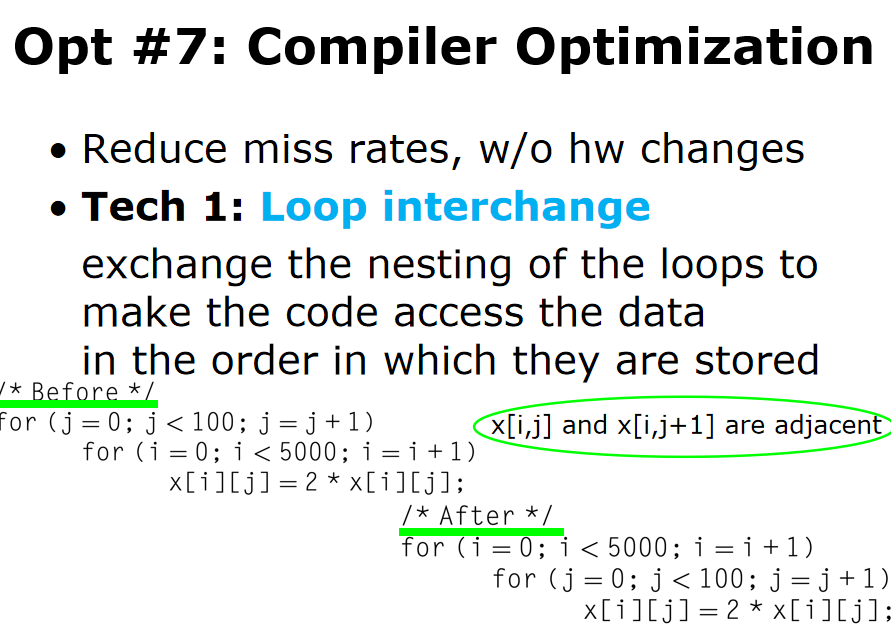 Opt #7: Compiler Optimization
• Reduce miss rates, w/o hw changes
• Tech 1: Loop interchange
exchange the nesting of the loops to
make the code access the data
in the order in which they are stored
/* Before */
for (j = 0; j < 100; j = j + 1)
x[i,j] and x[i,j+1] are adjacent
for (i = 0; i < 5000; i = i + 1)
x[i][j] = 2 * x[i][j];
/* After */
for (i = 0; i < 5000; i = i + 1)
for (j = 0; j < 100; j = j + 1)
x[i][j] = 2 * x[i][j];